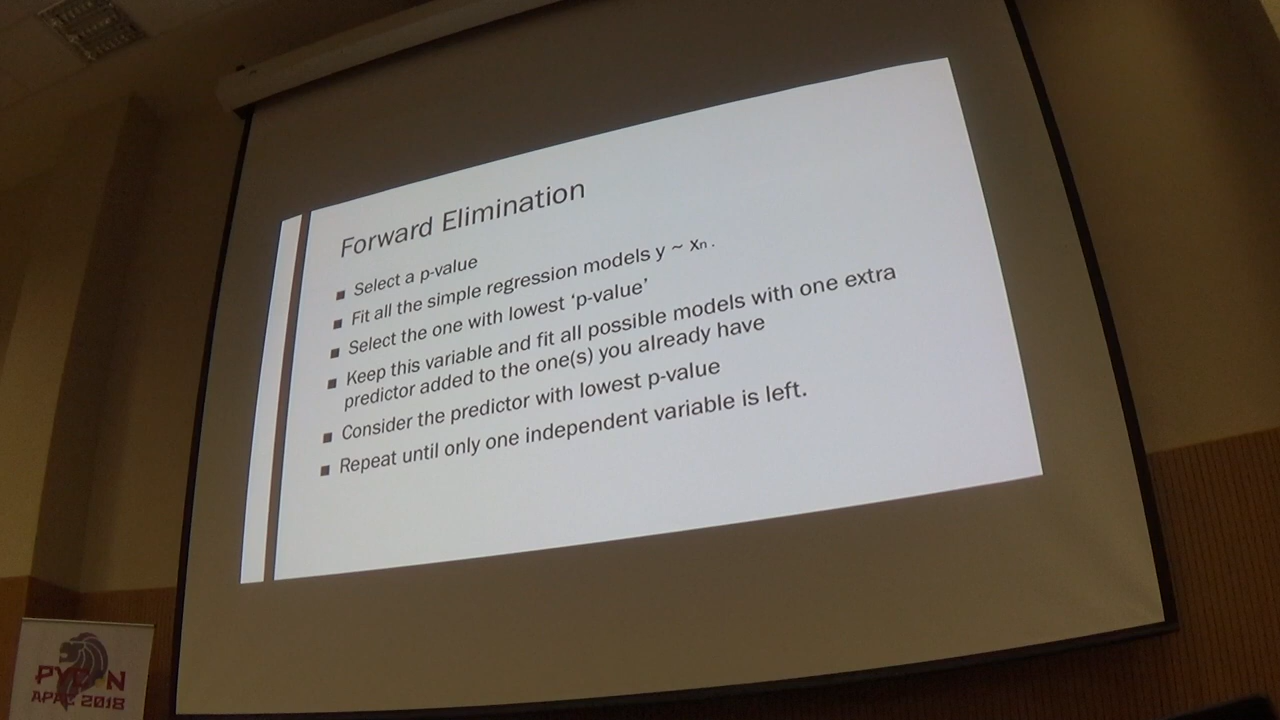 Forward Elimination
▪ Select a p-value
▪ Fit all the simple regression models y ~ xn .
▪ Select the one with lowest ‘p-value’
▪ Keep this variable and fit all possible models with one extra
predictor added to the one(s) you already have
▪ Consider the predictor with lowest p-value
▪ Repeat until only one independent variable is left.
PYCON
APAC 2018